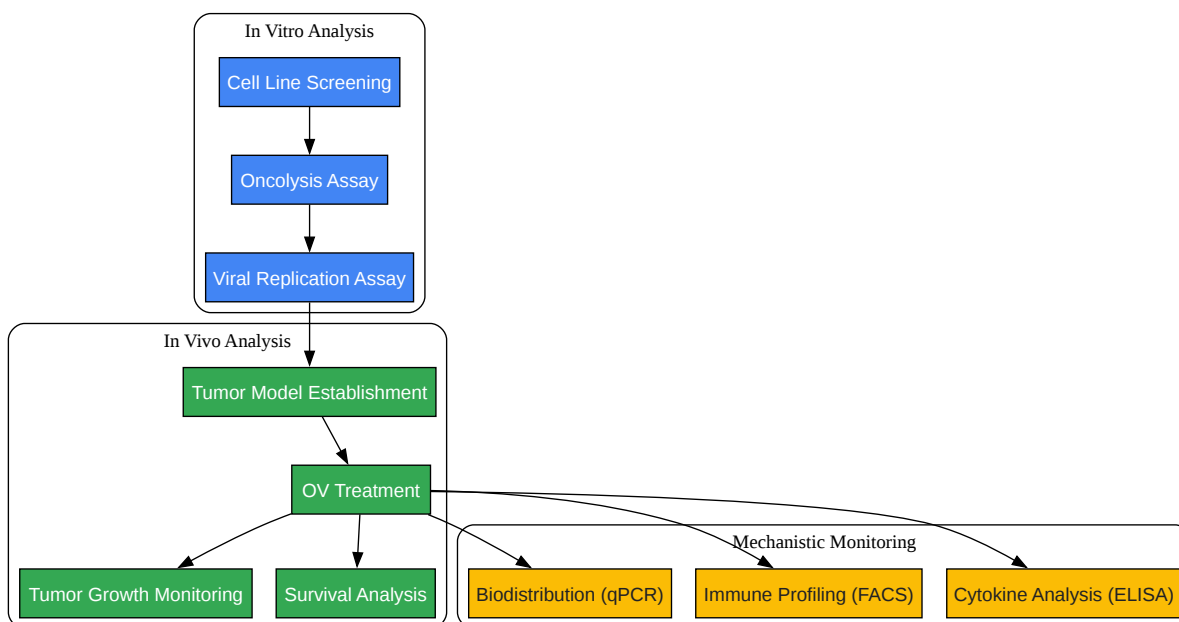 In Vitro Analysis
Cell Line Screening
Oncolysis Assay
Viral Replication Assay
In Vivo Analysis
Tumor Model Establishment
OV Treatment
Mechanistic Monitoring
Tumor Growth Monitoring
Survival Analysis
Biodistribution (qPCR)
Immune Profiling (FACS)
Cytokine Analysis (ELISA)